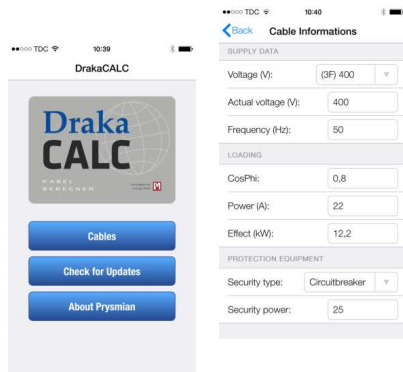 TDC 10:39
DrakaCALC
Draka
CALC
KABEL
BEREGNER
Cables
Check for Updates
About Prysmian
TDC 10:40
Back Cable Informations
SUPPLY DATA
Voltage (V): (3F) 400
Actual voltage (V): 400
Frequency (Hz): 50
LOADING
CosPhi: 0,8
Power (A): 22
Effect (kW): 12,2
PROTECTION EQUIPMENT
Security type: Circuitbreaker
Security power: 25